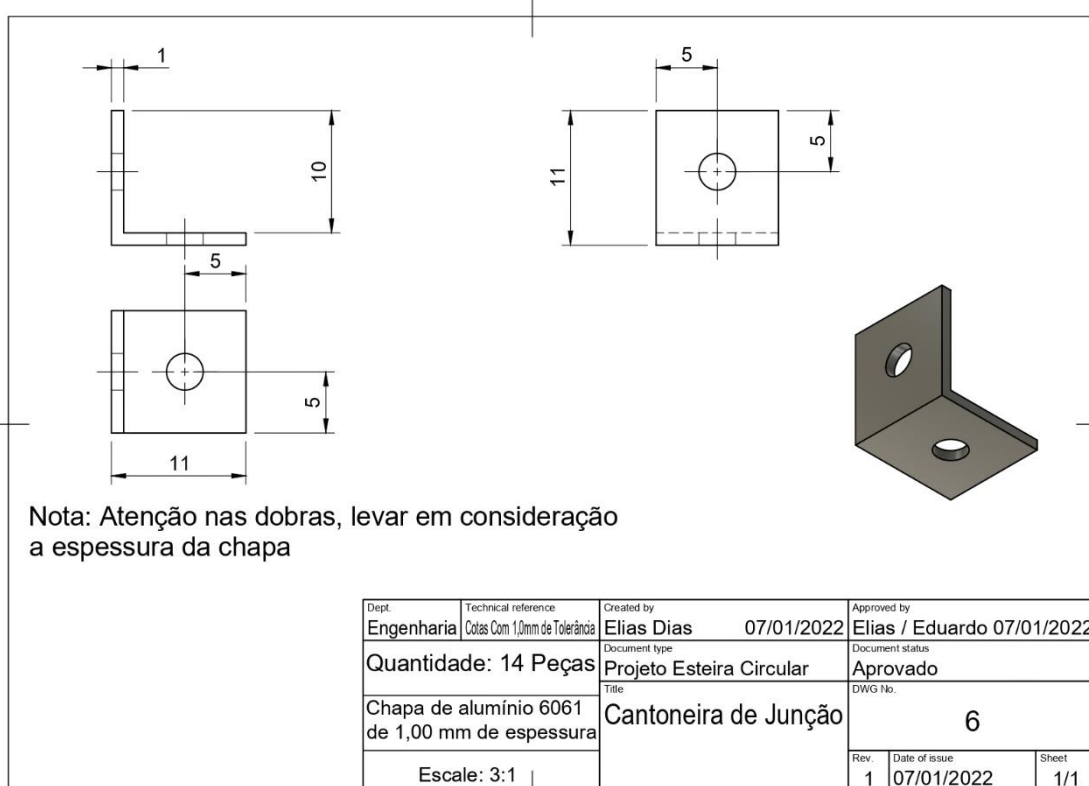 1
5
10
11
5
5
5
11
Nota: Atenção nas dobras, levar em consideração
a espessura da chapa
Dept.
Engenharia
Technical reference
Cotas Com 1,0mm de Tolerância
Created by
Elias Dias 07/01/2022
Approved by
Elias / Eduardo 07/01/2022
Quantidade: 14 Peças
Document type
Projeto Esteira Circular
Document status
Aprovado
Chapa de alumínio 6061
de 1,00 mm de espessura
Title
Cantoneira de Junção
DWG No.
6
Escale: 3:1
Rev.
1
Date of issue
07/01/2022
Sheet
1/1